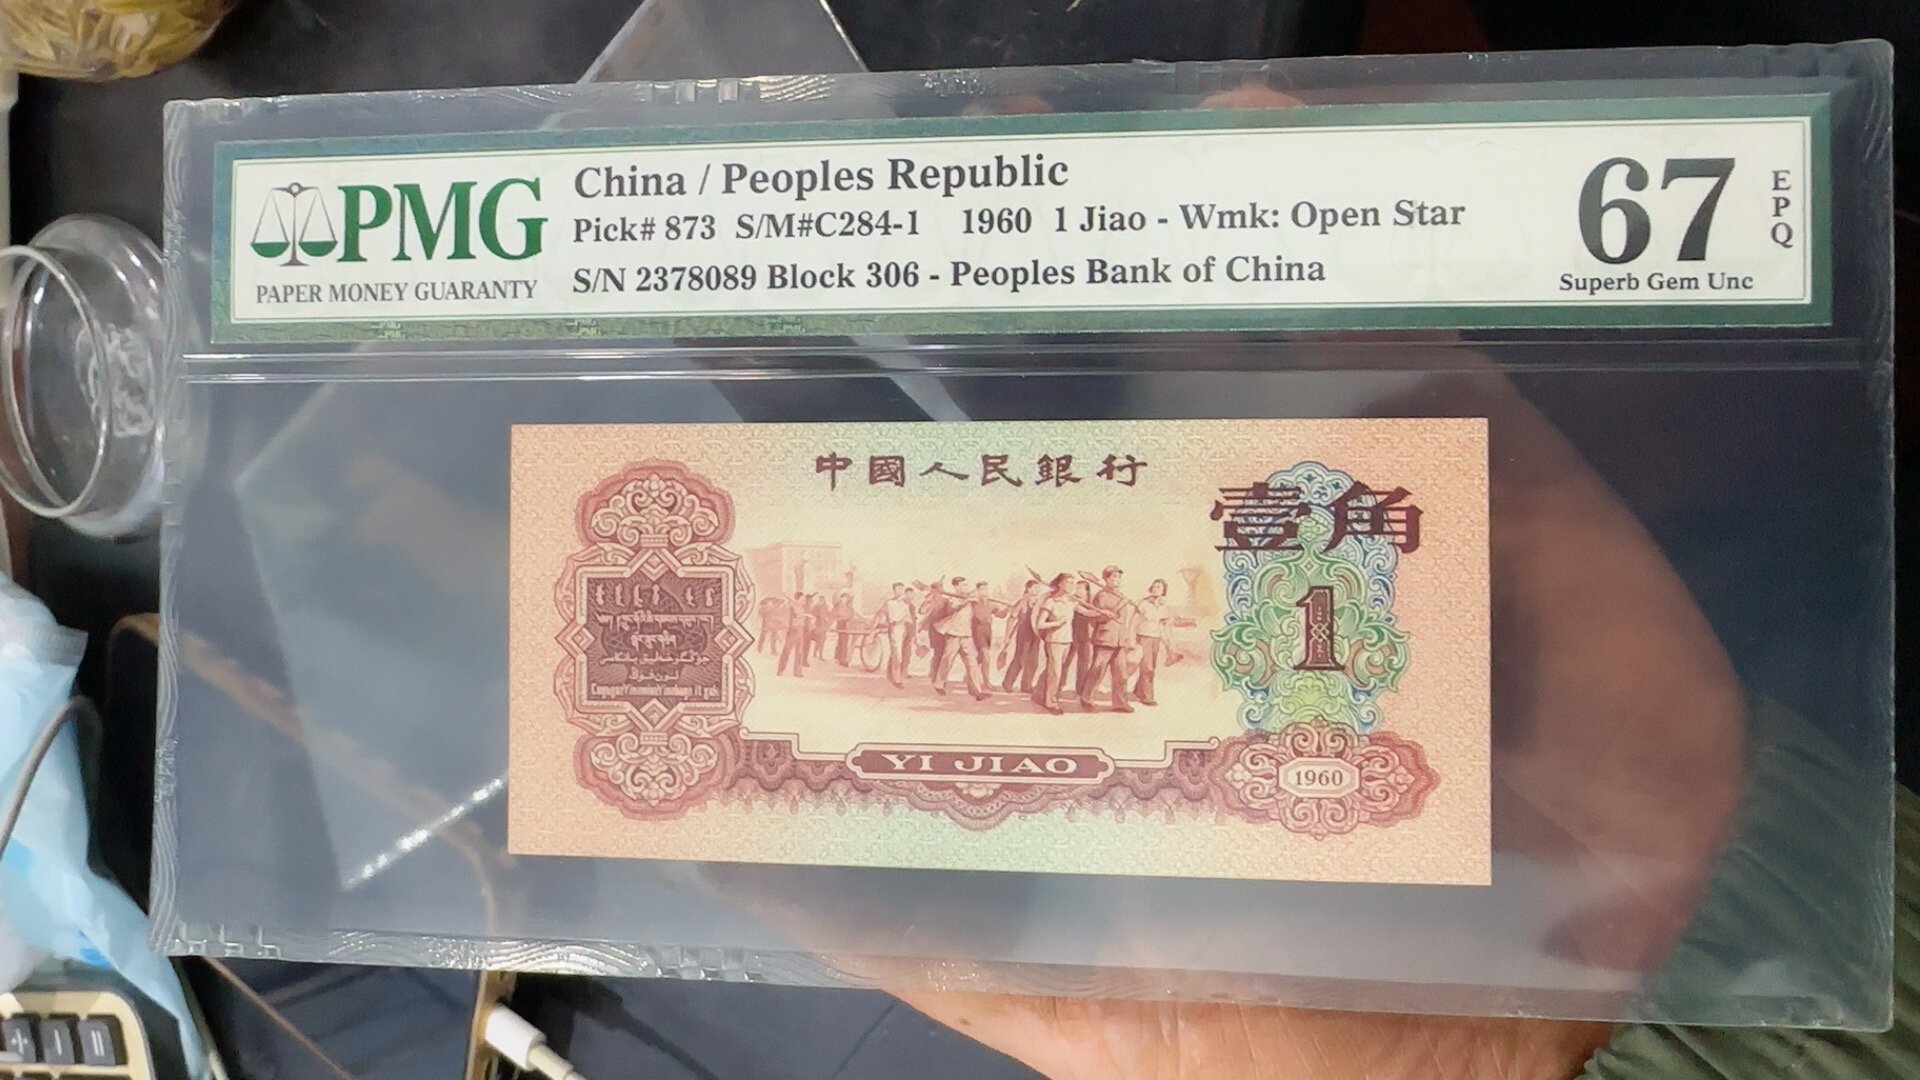 PMG
PAPER MONEY GUARANTY
China / Peoples Republic
Pick# 873 S/M#C284-1 1960 1 Jiao - Wmk: Open Star
S/N 2378089 Block 306 - Peoples Bank of China
67
EPQ
Superb Gem Unc
中國人民銀行
壹角
1
YI JIAO
1960